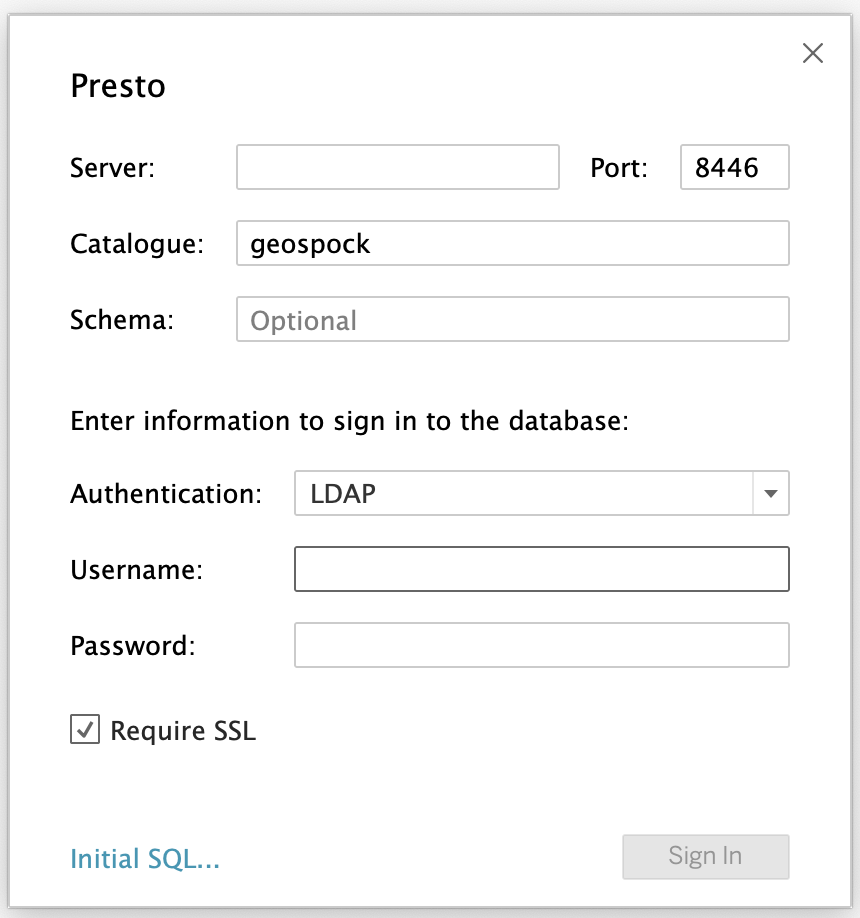 Presto
Server: Port: 8446
Catalogue: geospock
Schema: Optional
Enter information to sign in to the database:
Authentication: LDAP
Username:
Password:
Require SSL
Initial SQL... Sign In